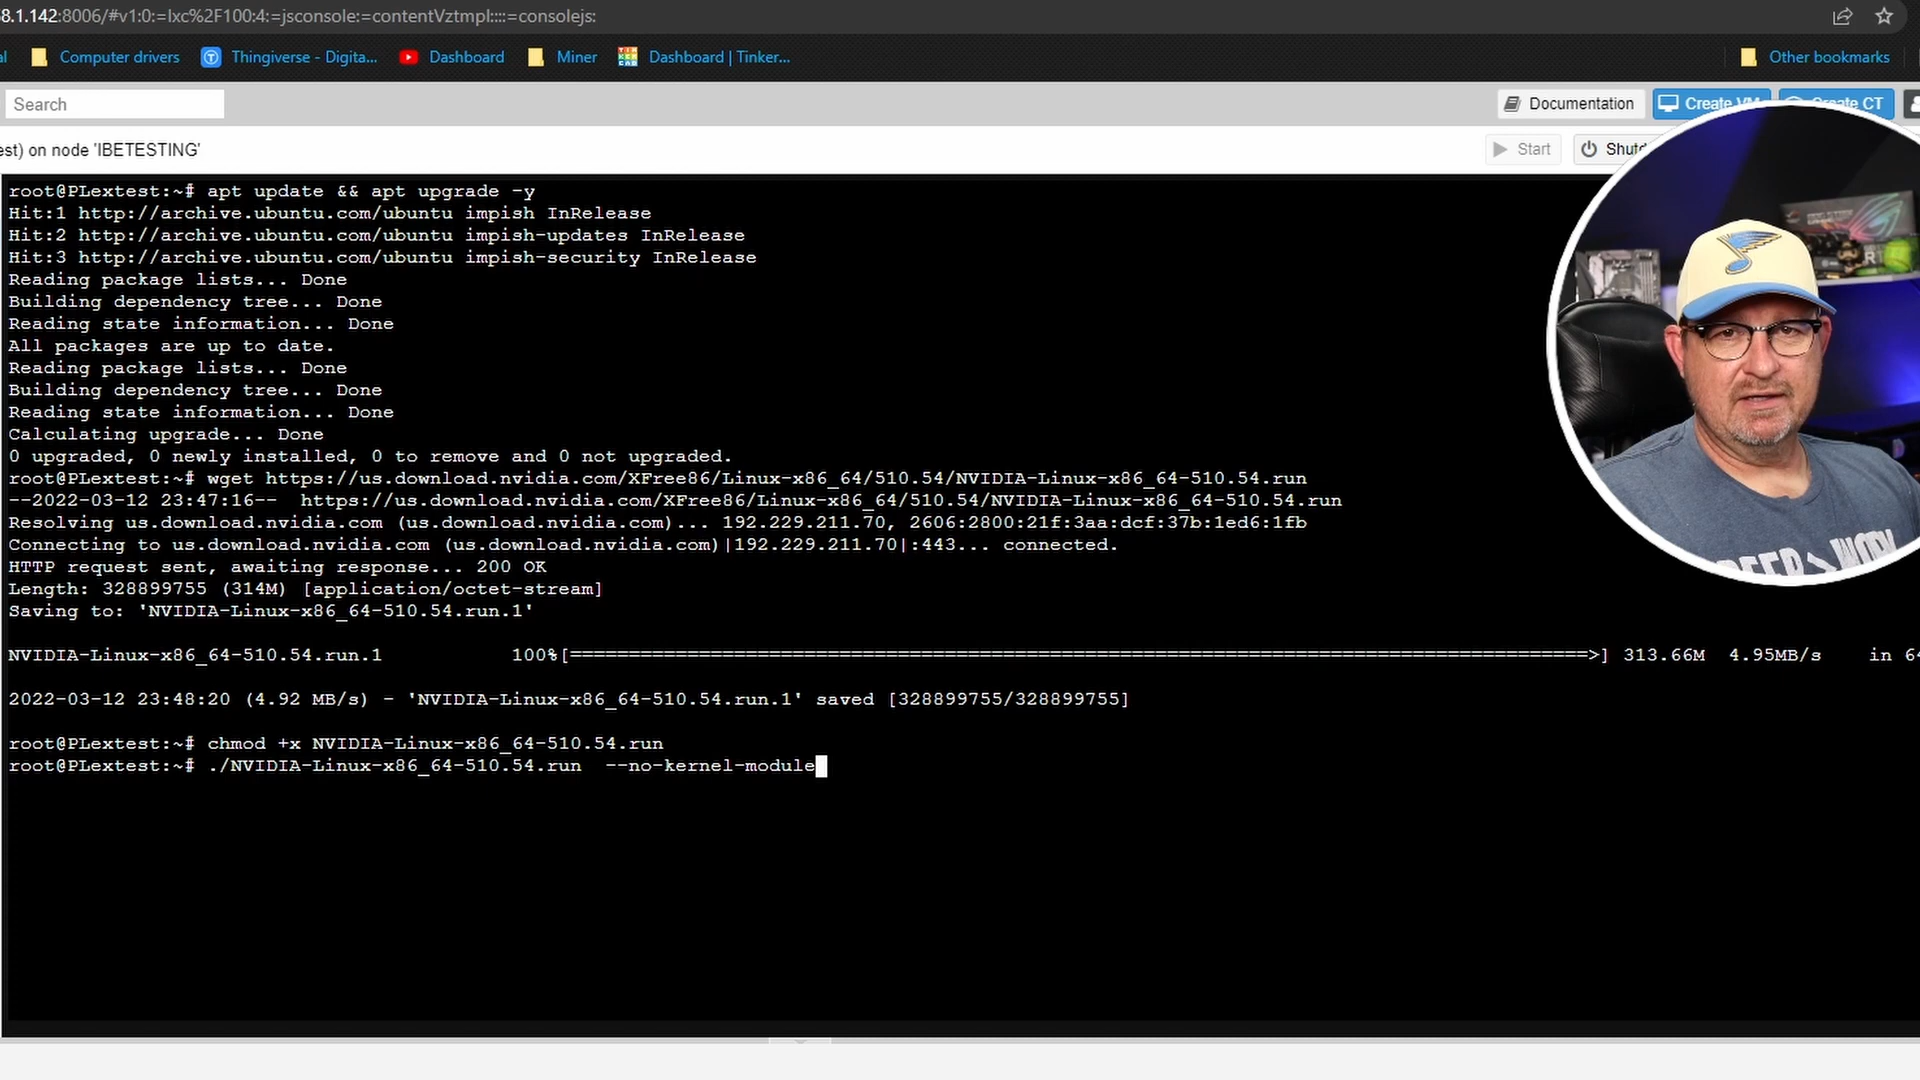 8.1.142:8006/#v1:0:=lxc%2F100:4:=jsconsole:=contentVztmpl::::=consolejs:
al Computer drivers Thingiverse - Digita... Dashboard Miner Dashboard | Tinker... Other bookmarks
Search Documentation Create VM Create CT
est) on node 'IBETESTING' Start Shutd
root@PLextest:~# apt update && apt upgrade -y
Hit:1 http://archive.ubuntu.com/ubuntu impish InRelease
Hit:2 http://archive.ubuntu.com/ubuntu impish-updates InRelease
Hit:3 http://archive.ubuntu.com/ubuntu impish-security InRelease
Reading package lists... Done
Building dependency tree... Done
Reading state information... Done
All packages are up to date.
Reading package lists... Done
Building dependency tree... Done
Reading state information... Done
Calculating upgrade... Done
0 upgraded, 0 newly installed, 0 to remove and 0 not upgraded.
root@PLextest:~# wget https://us.download.nvidia.com/XFree86/Linux-x86_64/510.54/NVIDIA-Linux-x86_64-510.54.run
--2022-03-12 23:47:16--  https://us.download.nvidia.com/XFree86/Linux-x86_64/510.54/NVIDIA-Linux-x86_64-510.54.run
Resolving us.download.nvidia.com (us.download.nvidia.com)... 192.229.211.70, 2606:2800:21f:3aa:dcf:37b:1ed6:1fb
Connecting to us.download.nvidia.com (us.download.nvidia.com)|192.229.211.70|:443... connected.
HTTP request sent, awaiting response... 200 OK
Length: 328899755 (314M) [application/octet-stream]
Saving to: 'NVIDIA-Linux-x86_64-510.54.run.1'
NVIDIA-Linux-x86_64-510.54.run.1 100%[=======================================================================================>] 313.66M 4.95MB/s in 64
2022-03-12 23:48:20 (4.92 MB/s) - 'NVIDIA-Linux-x86_64-510.54.run.1' saved [328899755/328899755]
root@PLextest:~# chmod +x NVIDIA-Linux-x86_64-510.54.run
root@PLextest:~# ./NVIDIA-Linux-x86_64-510.54.run  --no-kernel-module